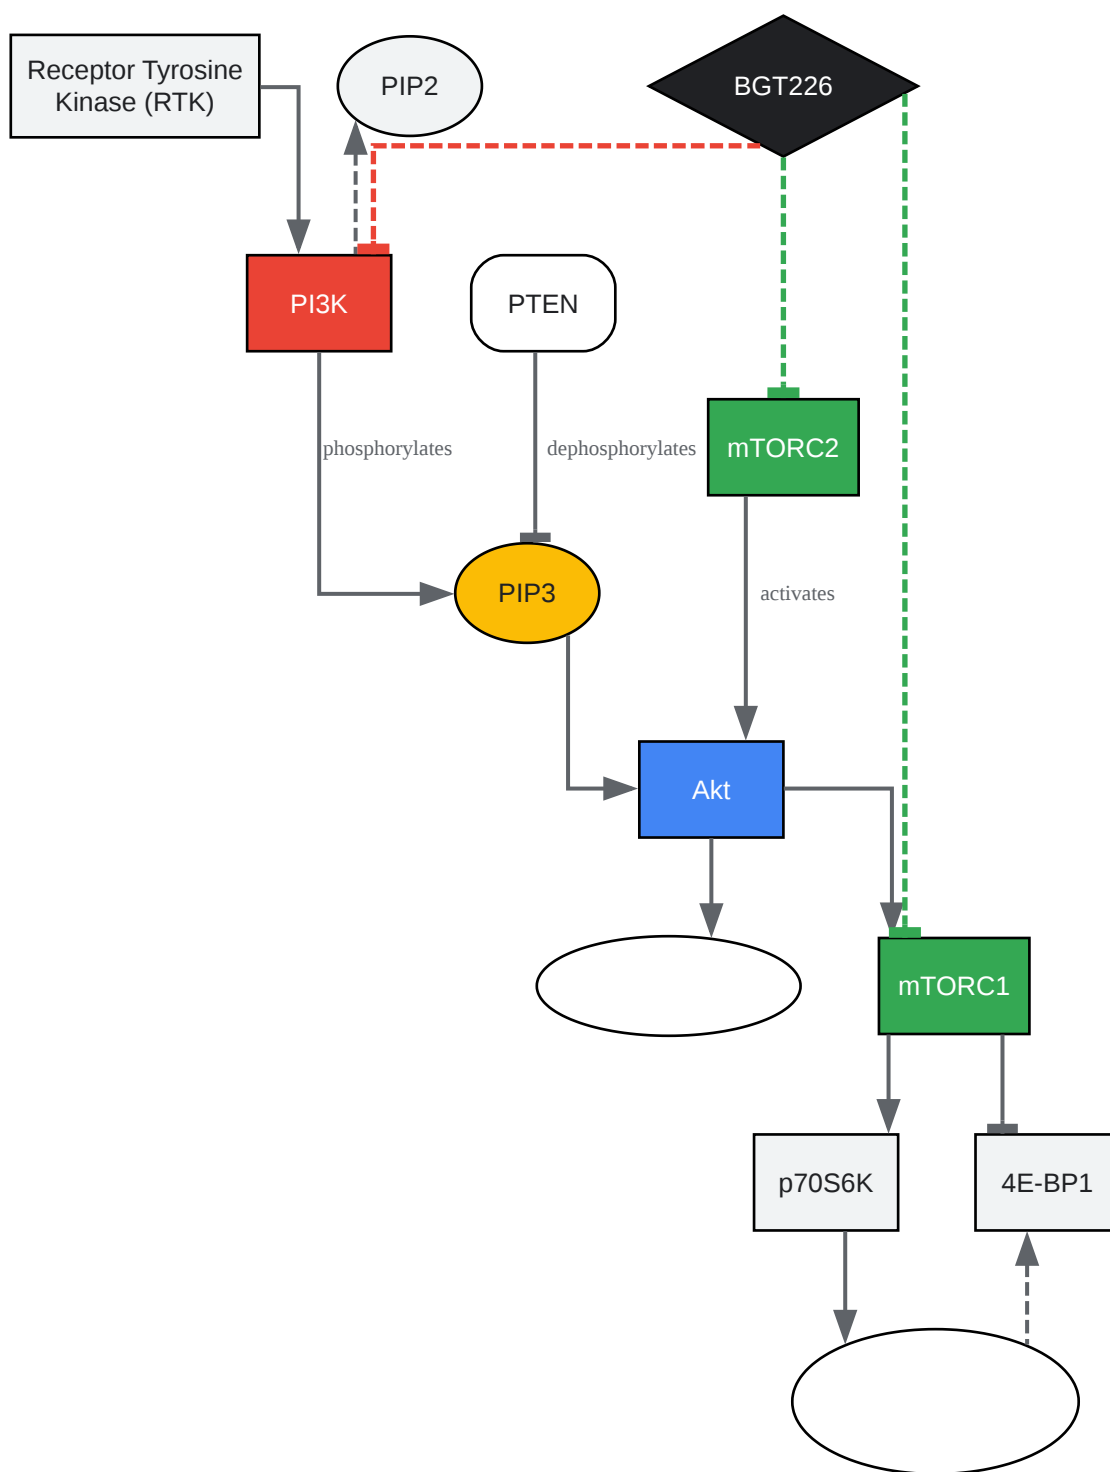 Receptor Tyrosine
Kinase (RTK)
PIP2
BGT226
PI3K
PTEN
phosphorylates
dephosphorylates
mTORC2
PIP3
activates
Akt
mTORC1
p70S6K
4E-BP1